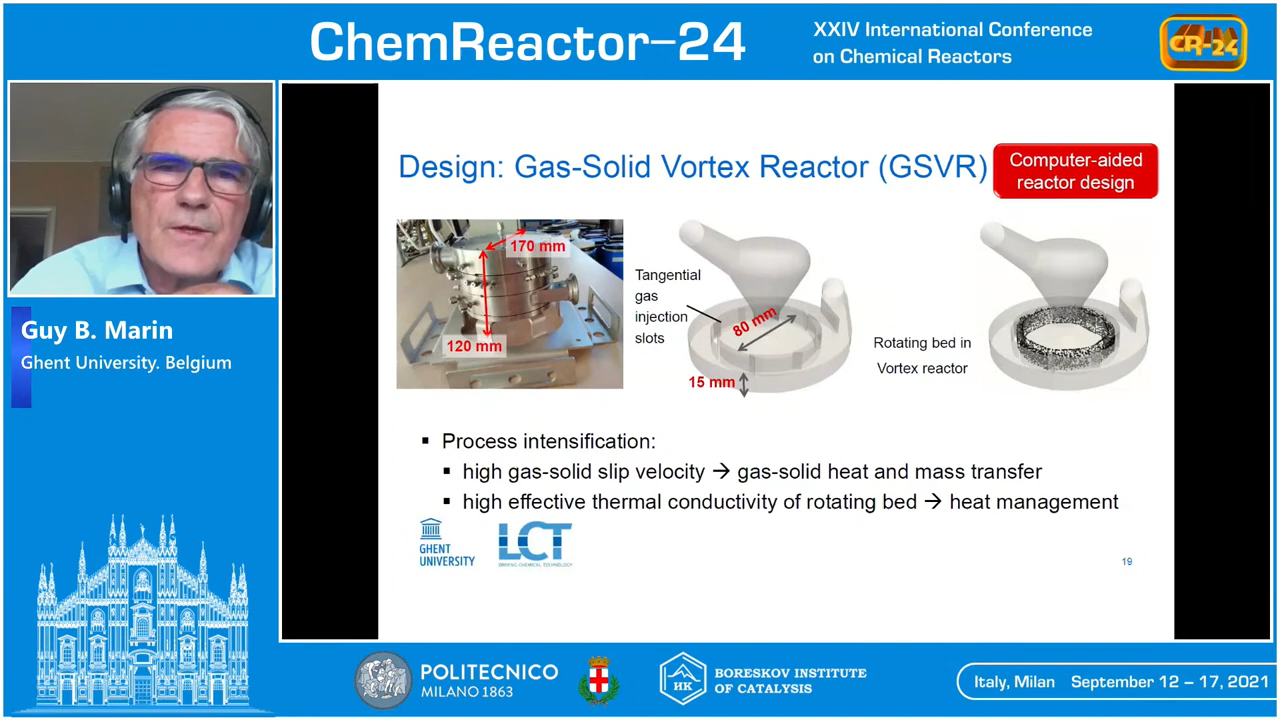 ChemReactor–24
XXIV International Conference
on Chemical Reactors
CR-24
Guy B. Marin
Ghent University. Belgium
Design: Gas-Solid Vortex Reactor (GSVR)
Computer-aided
reactor design
170 mm
120 mm
Tangential
gas
injection
slots
80 mm
15 mm
Rotating bed in
Vortex reactor
▪ Process intensification:
▪ high gas-solid slip velocity → gas-solid heat and mass transfer
▪ high effective thermal conductivity of rotating bed → heat management
GHENT
UNIVERSITY
LCT
19
POLITECNICO
MILANO 1863
НК
BORESKOV INSTITUTE
OF CATALYSIS
Italy, Milan September 12 – 17, 2021